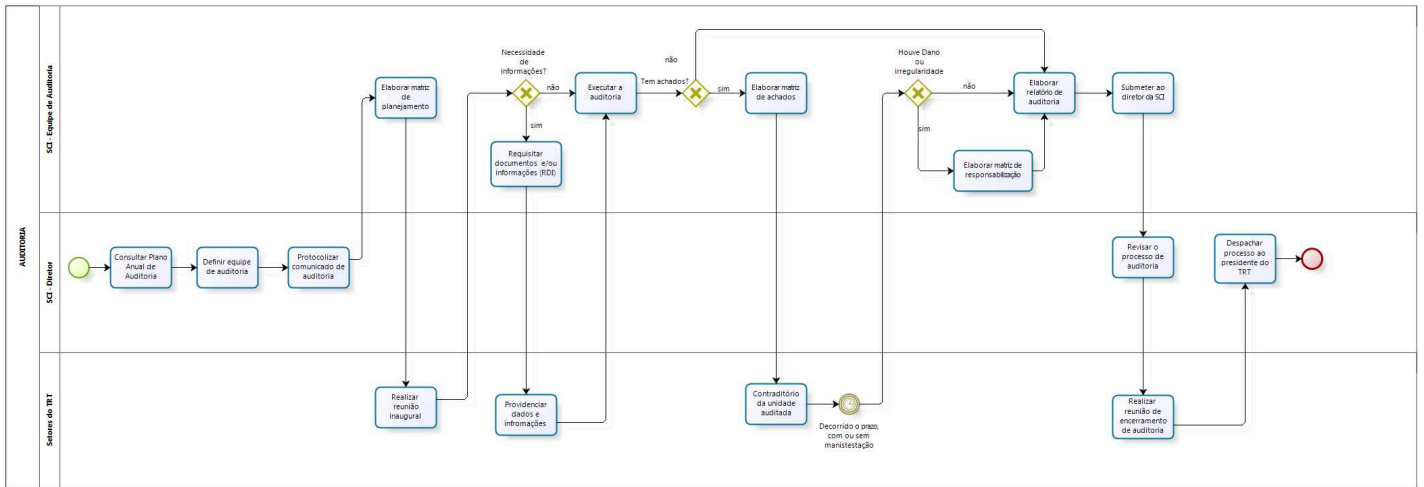 AUDITORIA
SCI - Equipe de Auditoria
Elaborar matriz
de
planejamento
Necessidade
de
informações?
não
sim
Requisitar
documentos e/ou
informações (RDI)
Executar a
auditoria
Tem achados?
não
sim
Elaborar matriz
de achados
Houve Dano
ou
irregularidade
não
sim
Elaborar matriz de
responsabilização
Elaborar
relatório de
auditoria
Submeter ao
diretor da SCI
SCI - Diretor
Consultar Plano
Anual de
Auditoria
Definir equipe
de auditoria
Protocolizar
comunicado de
auditoria
Revisar o
processo de
auditoria
Despachar
processo ao
presidente do
TRT
Setores do TRT
Realizar
reunião
inaugural
Providenciar
dados e
infromações
Contraditório
da unidade
auditada
Decorrido o prazo,
com ou sem
manistestação
Realizar
reunião de
encerramento
de auditoria